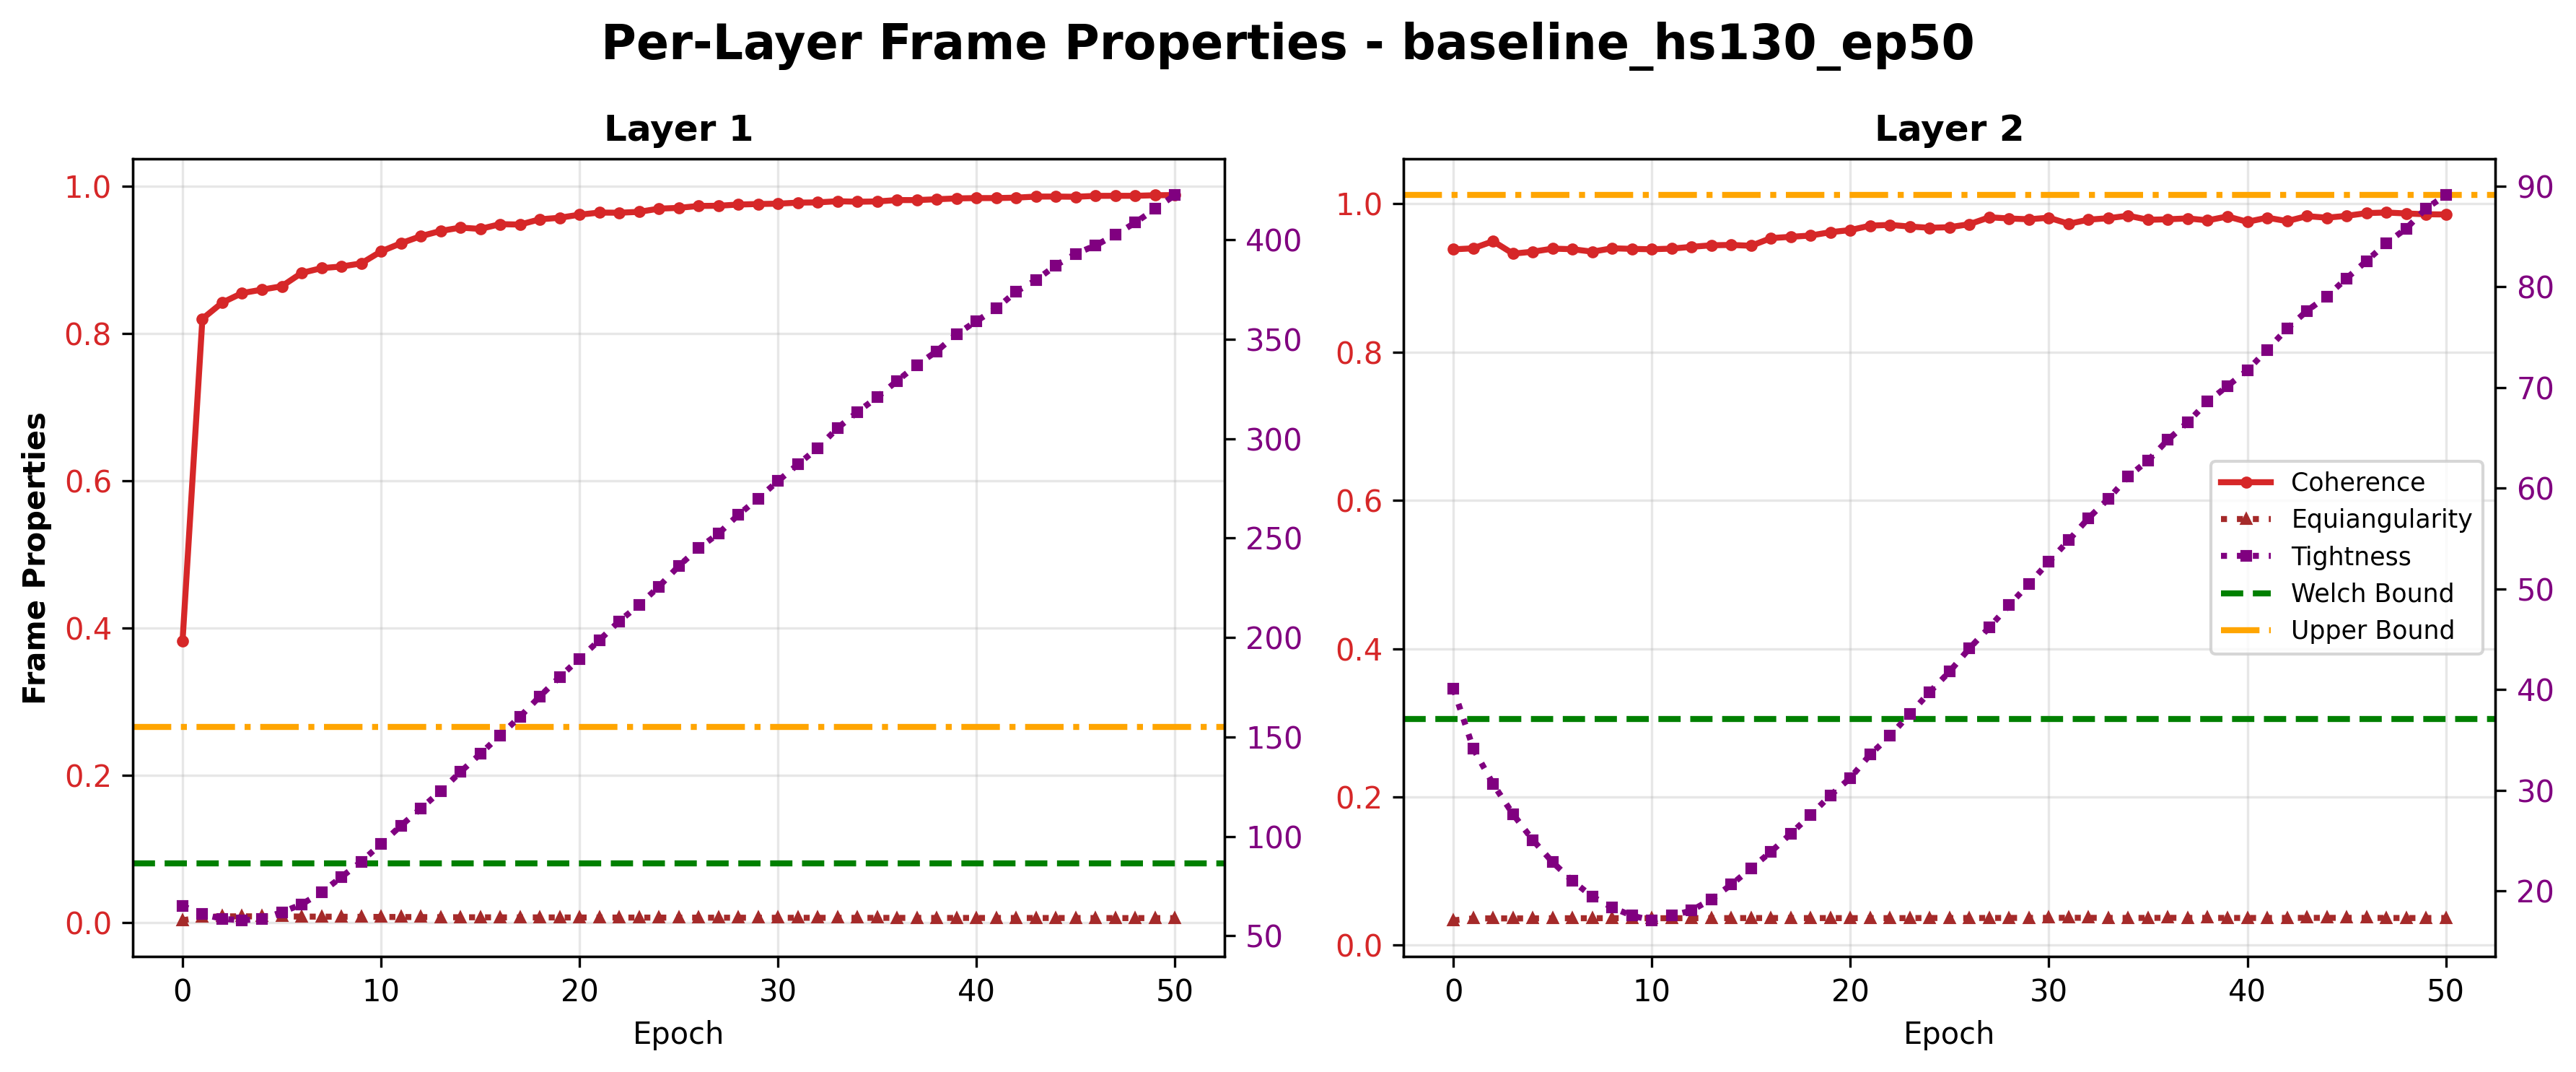 Per-Layer Frame Properties - baseline_hs130_ep50
Layer 1
Frame Properties
1.0
0.8
0.6
0.4
0.2
0.0
400
350
300
250
200
150
100
50
0 10 20 30 40 50
Epoch
Layer 2
1.0
0.8
0.6
0.4
0.2
0.0
90
80
70
60
50
40
30
20
Coherence
Equiangularity
Tightness
Welch Bound
Upper Bound
0 10 20 30 40 50
Epoch